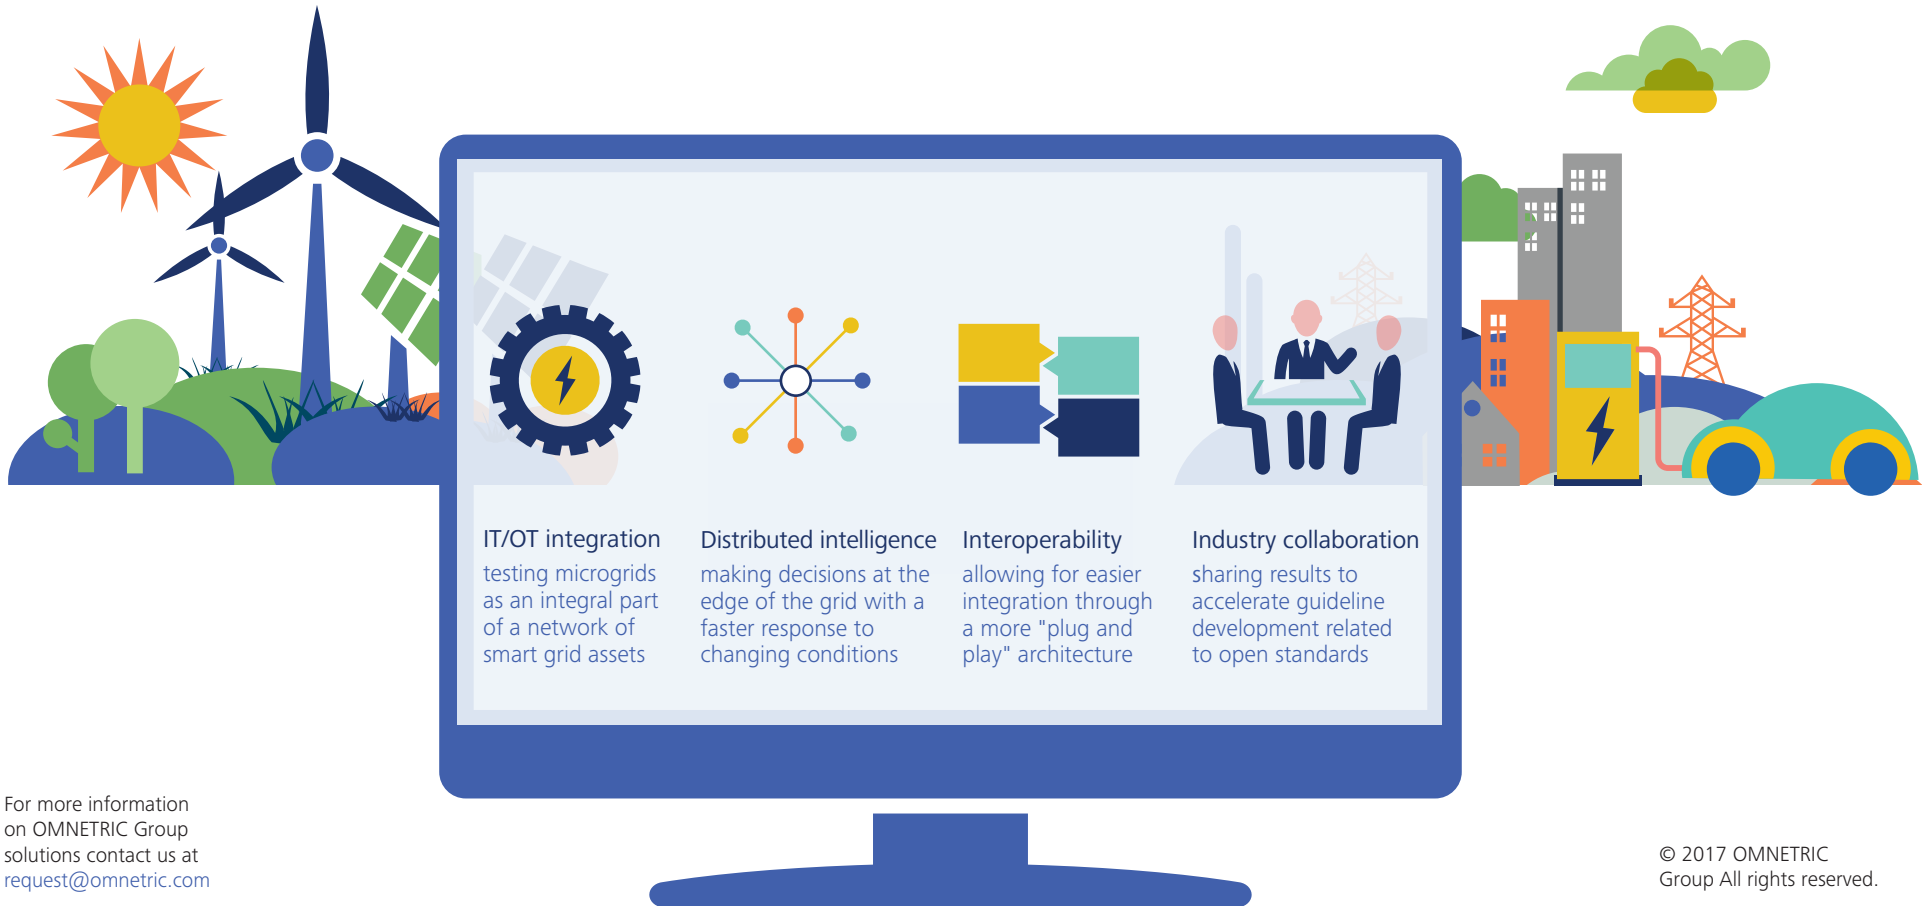 IT/OT integration
testing microgrids
as an integral part
of a network of
smart grid assets
Distributed intelligence
making decisions at the
edge of the grid with a
faster response to
changing conditions
Interoperability
allowing for easier
integration through
a more "plug and
play" architecture
Industry collaboration
sharing results to
accelerate guideline
development related
to open standards
For more information
on OMNETRIC Group
solutions contact us at
request@omnetric.com
© 2017 OMNETRIC
Group All rights reserved.